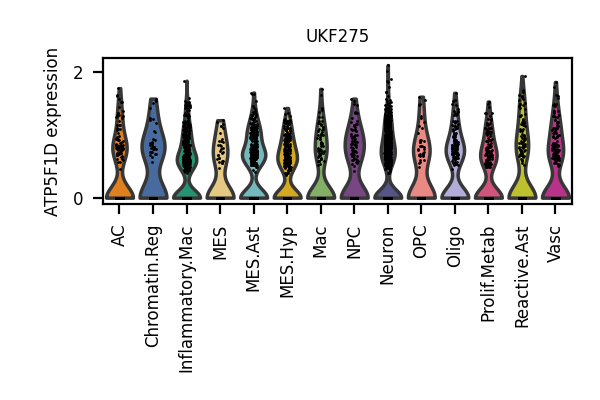 UKF275
ATP5F1D expression
2
0
AC
Chromatin.Reg
Inflammatory.Mac
MES
MES.Ast
MES.Hyp
Mac
NPC
Neuron
OPC
Oligo
Prolif.Metab
Reactive.Ast
Vasc